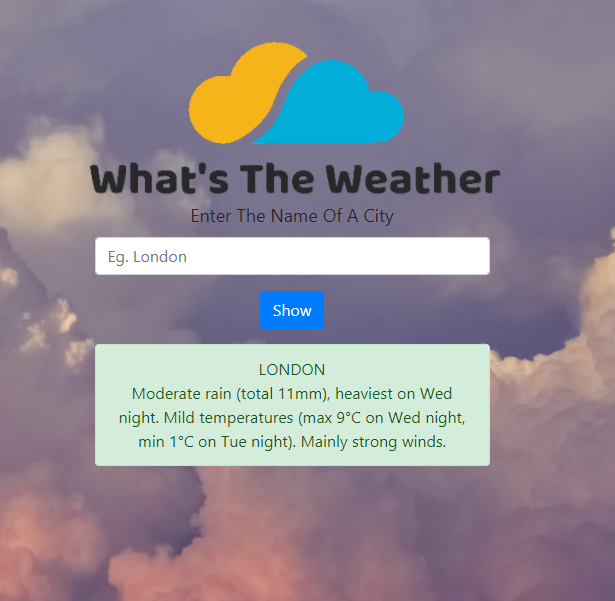 What's The Weather
Enter The Name Of A City
Eg. London
Show
LONDON
Moderate rain (total 11mm), heaviest on Wed
night. Mild temperatures (max 9°C on Wed night,
min 1°C on Tue night). Mainly strong winds.